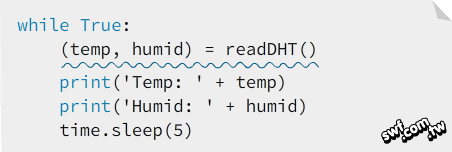 while True:
    (temp, humid) = readDHT()
    print('Temp: ' + temp)
    print('Humid: ' + humid)
    time.sleep(5)
swf.com.tw